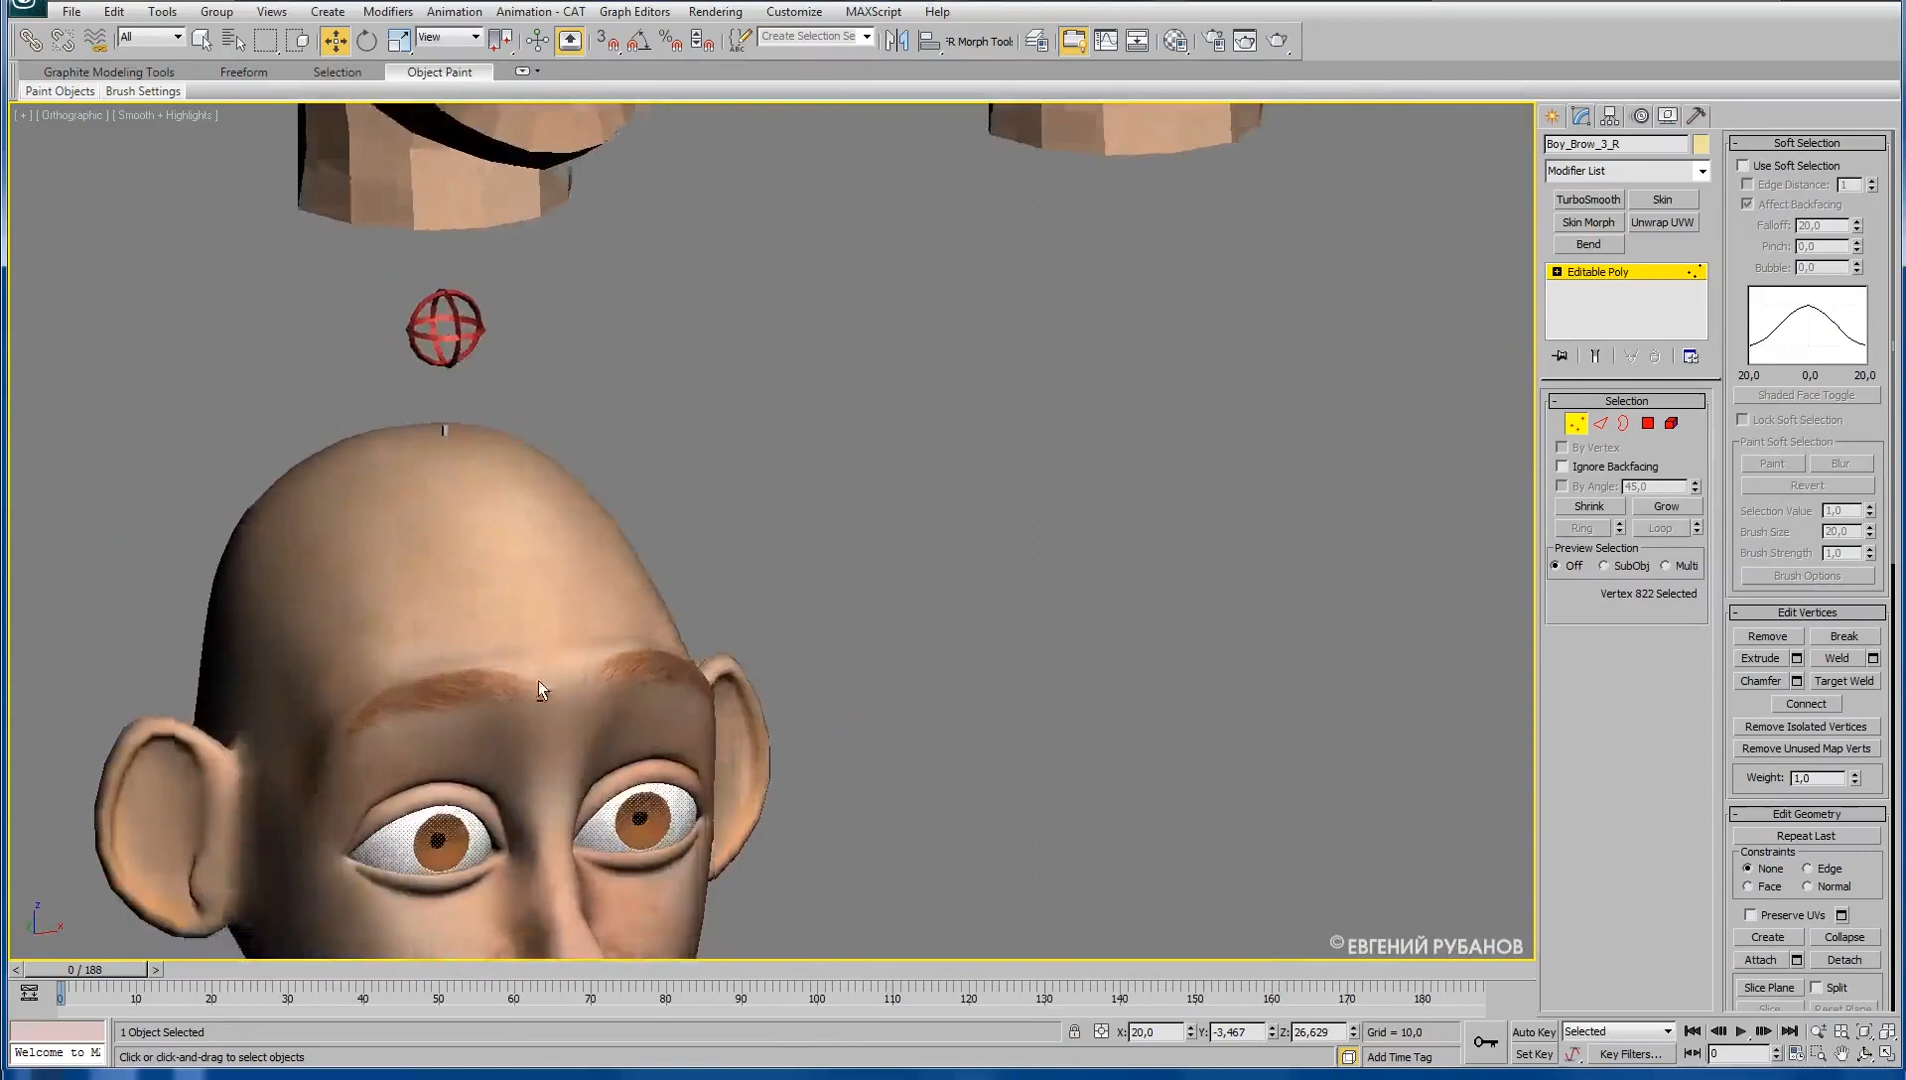 File Edit Tools Group Views Create Modifiers Animation Animation - CAT Graph Editors Rendering Customize MAXScript Help
All View 3 Create Selection Se R Morph Tools
Graphite Modeling Tools Freeform Selection Object Paint
Paint Objects Brush Settings
[ + ] [ Orthographic ] [ Smooth + Highlights ]
Boy_Brow_3_R
Modifier List
TurboSmooth Skin
Skin Morph Unwrap UVW
Bend
Editable Poly
Selection
By Vertex
Ignore Backfacing
By Angle: 45,0
Shrink Grow
Ring Loop
Preview Selection
Off SubObj Multi
Vertex 822 Selected
Soft Selection
Use Soft Selection
Edge Distance: 1
Affect Backfacing
Falloff: 20,0
Pinch: 0,0
Bubble: 0,0
20,0 0,0 20,0
Shaded Face Toggle
Lock Soft Selection
Paint Soft Selection
Paint Blur
Revert
Selection Value 1,0
Brush Size 20,0
Brush Strength 1,0
Brush Options
Edit Vertices
Remove Break
Extrude Weld
Chamfer Target Weld
Connect
Remove Isolated Vertices
Remove Unused Map Verts
Weight: 1,0
Edit Geometry
Repeat Last
Constraints
None Edge
Face Normal
Preserve UVs
Create Collapse
Attach Detach
Slice Plane Split
Slice Reset Plane
z
x
© ЕВГЕНИЙ РУБАНОВ
< 0 / 188 >
0 10 20 30 40 50 60 70 80 90 100 110 120 130 140 150 160 170 180
1 Object Selected X: 20,0 Y: -3,467 Z: 26,629 Grid = 10,0 Auto Key Selected
Welcome to Click or click-and-drag to select objects Add Time Tag Set Key Key Filters... 0